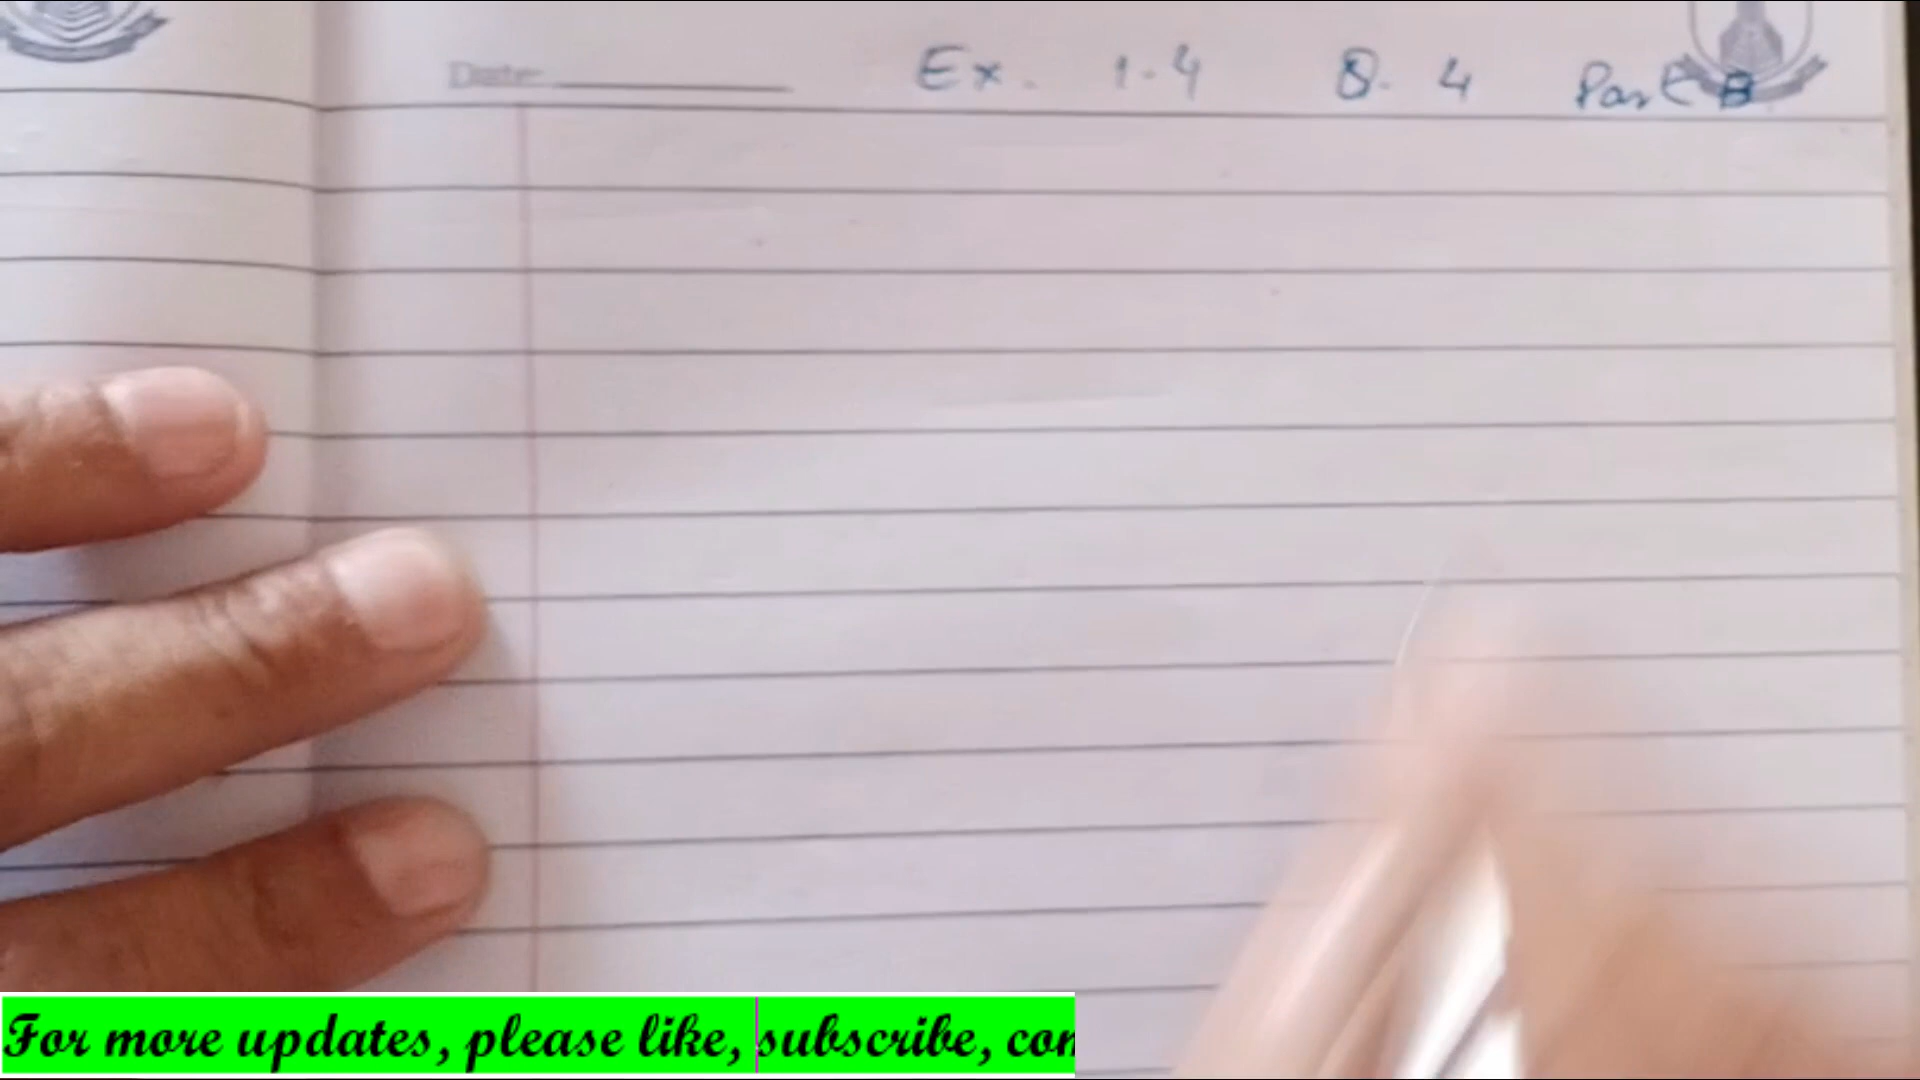 Date Ex. 1-4 Q. 4 Part B
For more updates, please like, subscribe, con